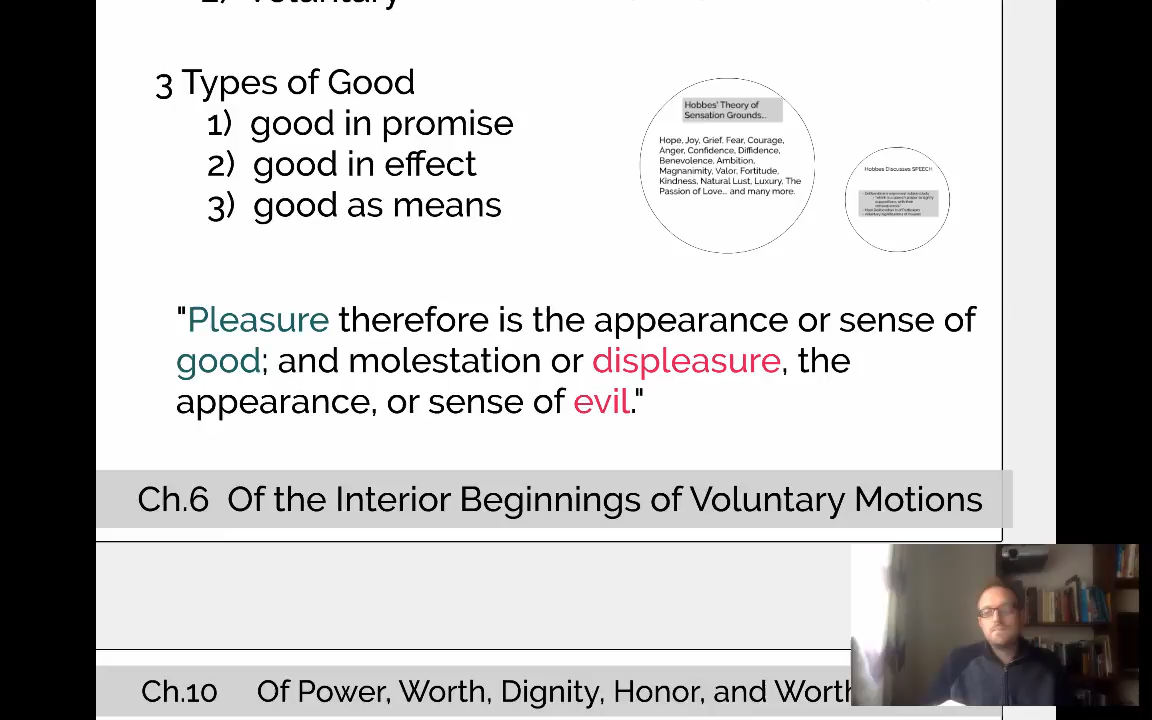 2) Voluntary
3 Types of Good
1) good in promise
2) good in effect
3) good as means
Hobbes' Theory of
Sensation Grounds...
Hope, Joy, Grief, Fear, Courage,
Anger, Confidence, Diffidence,
Benevolence, Ambition,
Magnanimity, Valor, Fortitude,
Kindness, Natural Lust, Luxury, The
Passion of Love... and many more.
Hobbes Discusses SPEECH
"Pleasure therefore is the appearance or sense of
good; and molestation or displeasure, the
appearance, or sense of evil."
Ch.6 Of the Interior Beginnings of Voluntary Motions
Ch.10 Of Power, Worth, Dignity, Honor, and Worth